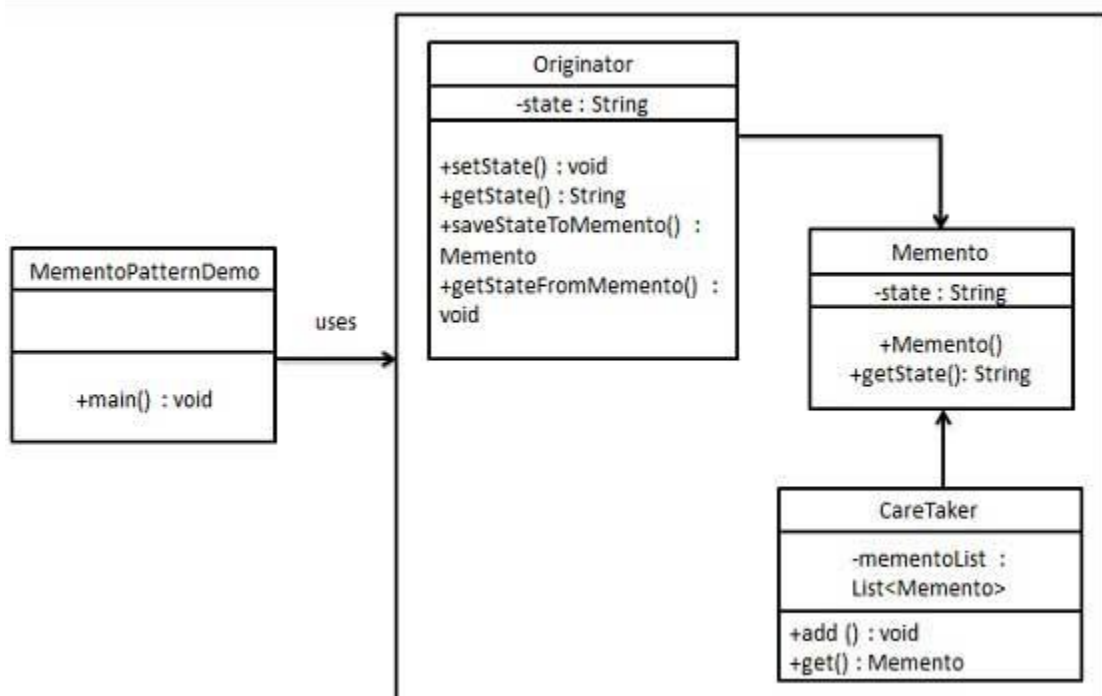 MementoPatternDemo
+main() : void
uses
Originator
-state : String
+setState() : void
+getState() : String
+saveStateToMemento() :
Memento
+getStateFromMemento() :
void
Memento
-state : String
+Memento()
+getState(): String
CareTaker
-mementoList :
List<Memento>
+add () : void
+get() : Memento